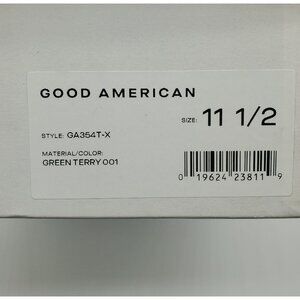 GOOD AMERICAN
SIZE: 11 1/2
STYLE: GA354T-X
MATERIAL/COLOR:
GREEN TERRY 001
0 19624 23811 9